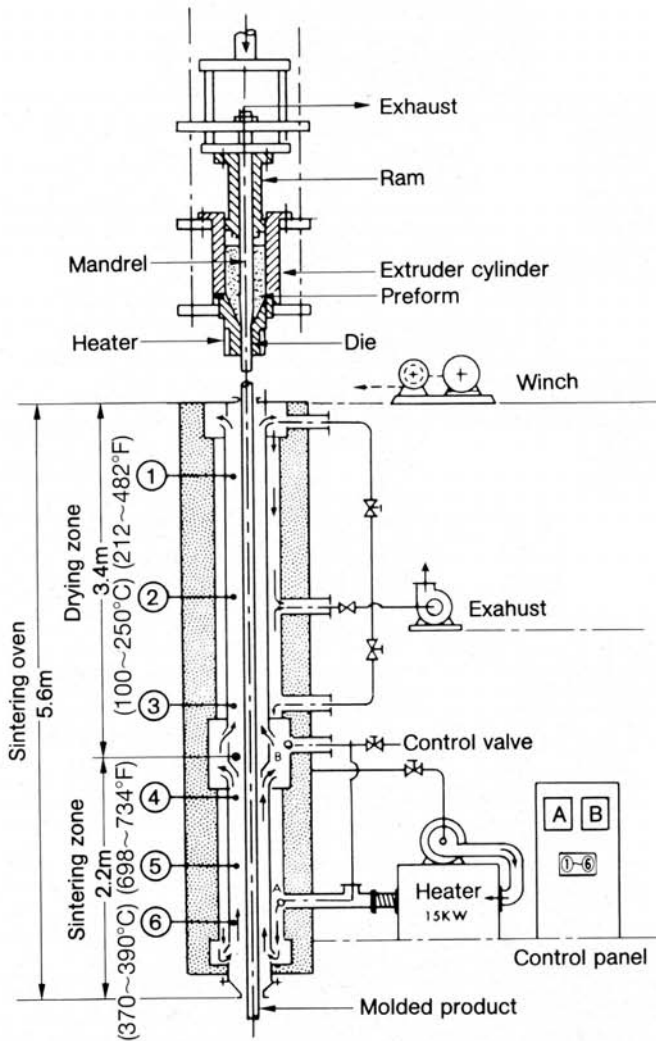 Exhaust
Ram
Mandrel
Extruder cylinder
Preform
Heater
Die
Winch
Sintering oven
5.6m
Drying zone
3.4m
(100~250°C) (212~482°F)
①
②
③
Exahust
Control valve
B
Sintering zone
2.2m
(370~390°C) (698~734°F)
④
⑤
⑥
A
Heater
15KW
A B
①~⑥
Control panel
Molded product